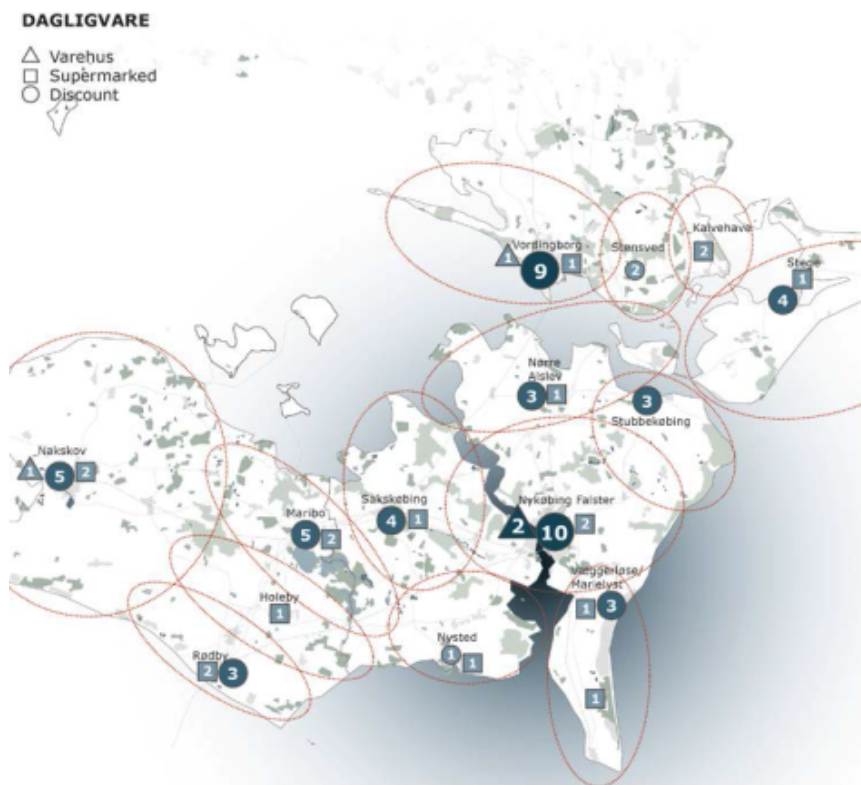 DAGLIGVARE
Varehus
Supermarked
Discount
Vordingborg
1
9
1
Stensved
2
Kalvehave
2
Stege
1
4
Nørre
Alslev
3
1
3
Stubbekøbing
Nakskov
1
5
2
Sakskøbing
4
1
Maribo
5
2
Nykøbing Falster
2
10
2
Væggerløse/
Marielyst
1
3
Holeby
1
Nysted
1
1
Rødby
2
3
1